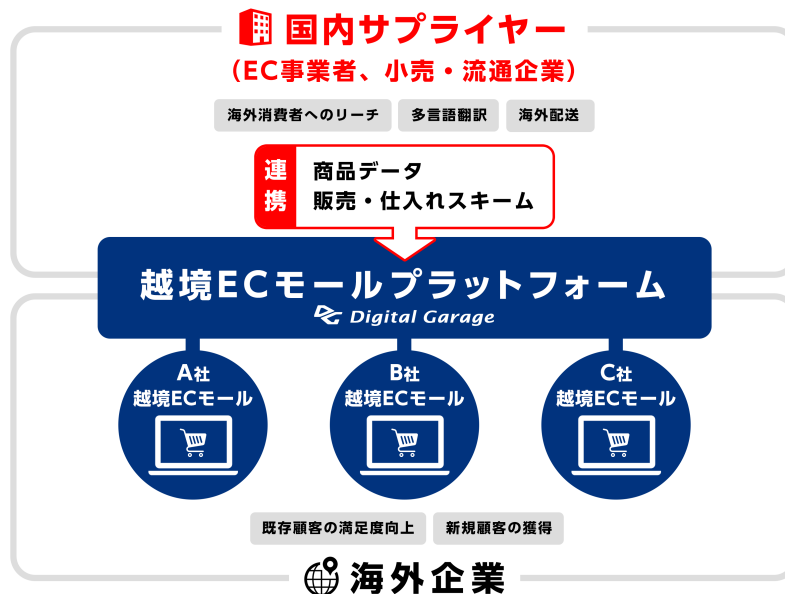 国内サプライヤー
（EC事業者、小売・流通企業）
海外消費者へのリーチ
多言語翻訳
海外配送
連携
商品データ
販売・仕入れスキーム
越境ECモールプラットフォーム
DG Digital Garage
A社
越境ECモール
B社
越境ECモール
C社
越境ECモール
既存顧客の満足度向上
新規顧客の獲得
海外企業